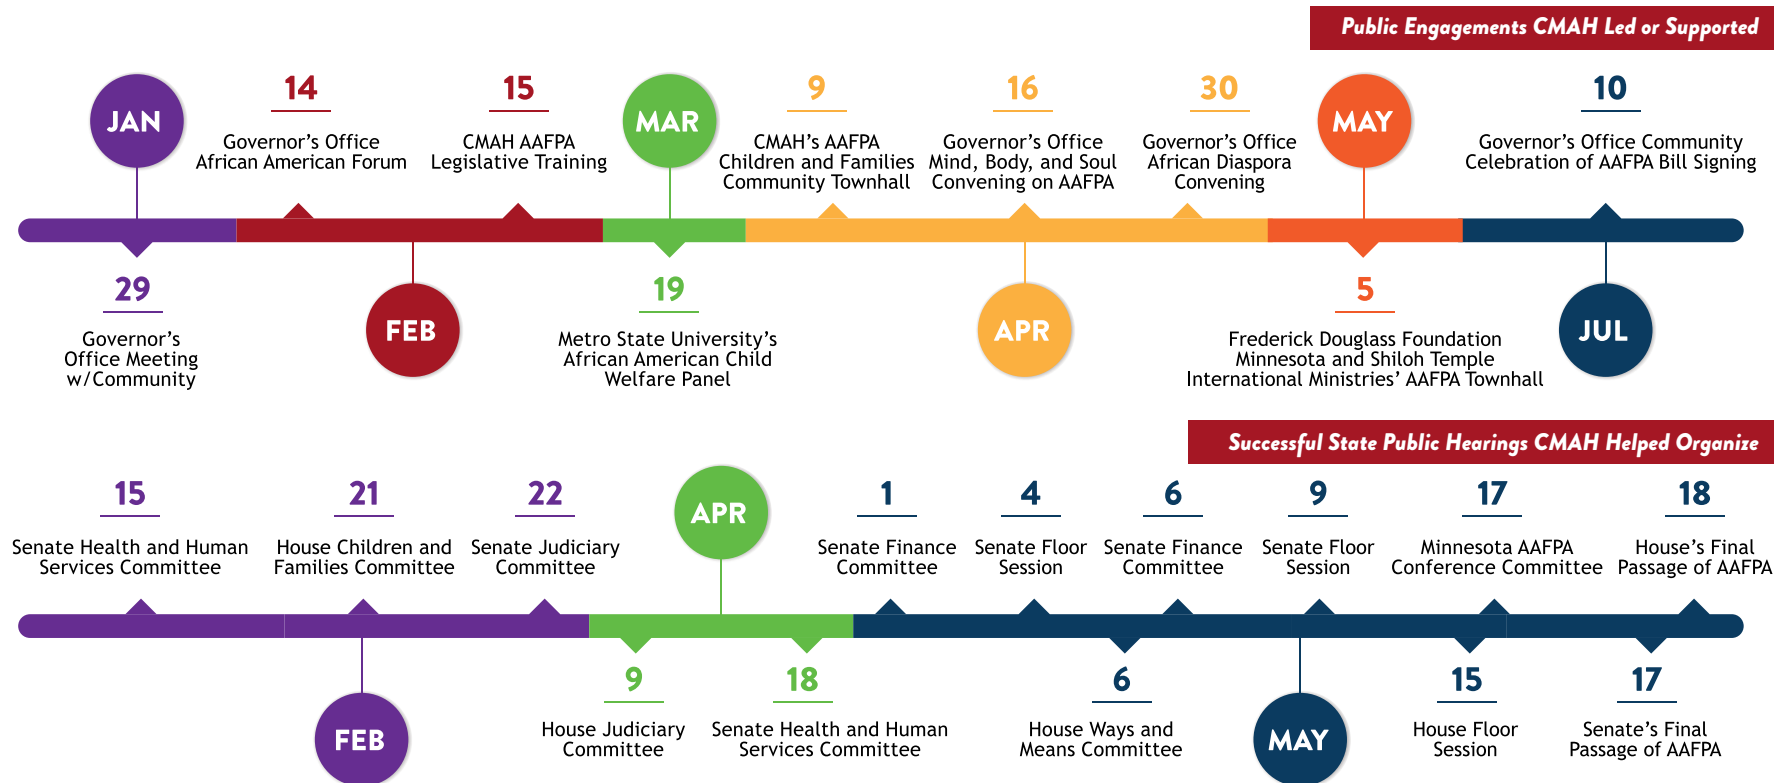 Public Engagements CMAH Led or Supported
JAN
29
Governor's
Office Meeting
w/Community
14
Governor's Office
African American Forum
FEB
15
CMAH AAFPA
Legislative Training
MAR
19
Metro State University's
African American Child
Welfare Panel
9
CMAH's AAFPA
Children and Families
Community Townhall
16
Governor's Office
Mind, Body, and Soul
Convening on AAFPA
APR
30
Governor's Office
African Diaspora
Convening
MAY
5
Frederick Douglass Foundation
Minnesota and Shiloh Temple
International Ministries' AAFPA Townhall
10
Governor's Office Community
Celebration of AAFPA Bill Signing
JUL
Successful State Public Hearings CMAH Helped Organize
15
Senate Health and Human
Services Committee
21
House Children and
Families Committee
FEB
22
Senate Judiciary
Committee
9
House Judiciary
Committee
APR
18
Senate Health and Human
Services Committee
1
Senate Finance
Committee
4
Senate Floor
Session
6
House Ways and
Means Committee
6
Senate Finance
Committee
MAY
9
Senate Floor
Session
15
House Floor
Session
17
Minnesota AAFPA
Conference Committee
17
Senate's Final
Passage of AAFPA
18
House's Final
Passage of AAFPA